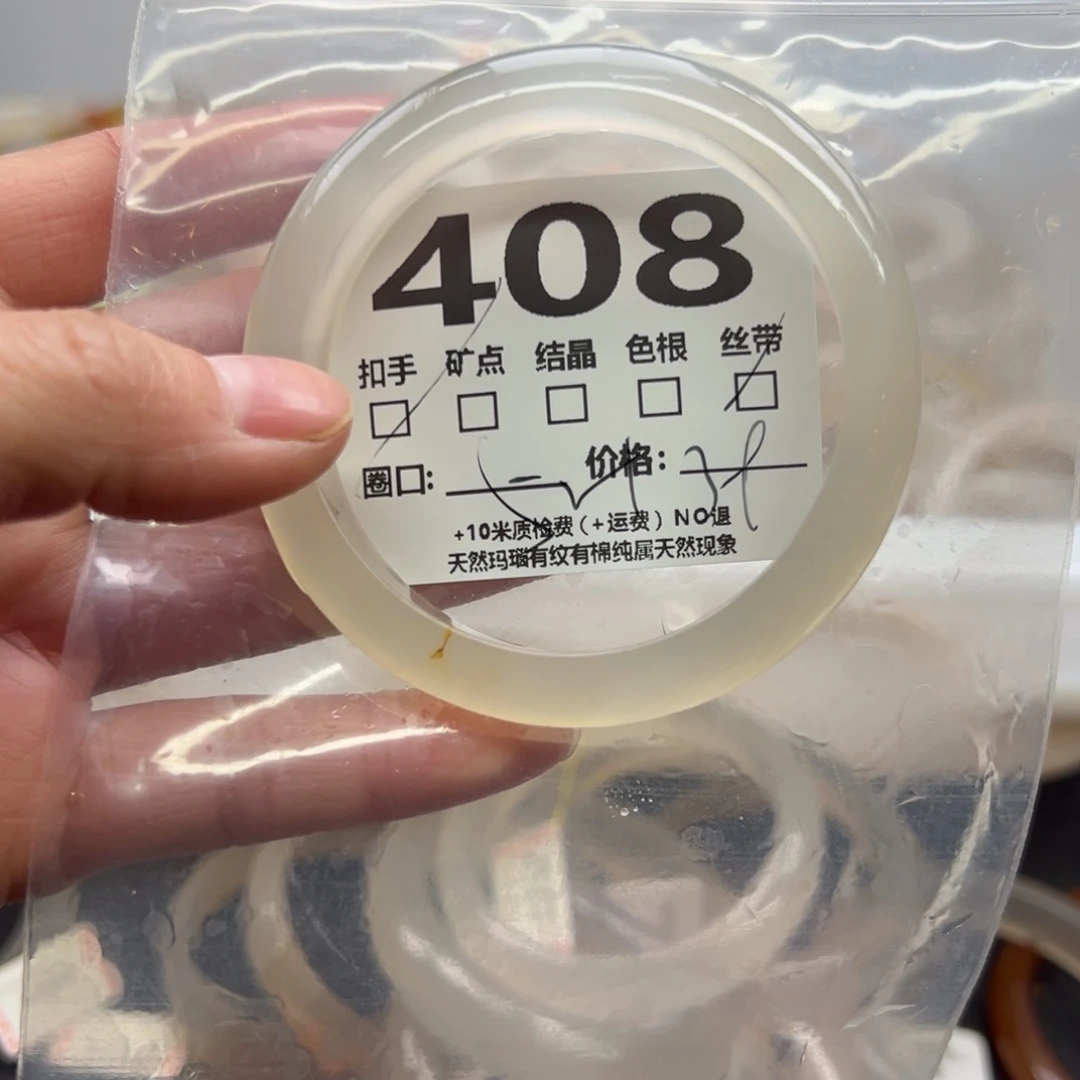 408
扣手 矿点 结晶 色根 丝带
圈口: 价格:
+10米质检费（+运费）NO退
天然玛瑙有纹有棉纯属天然现象